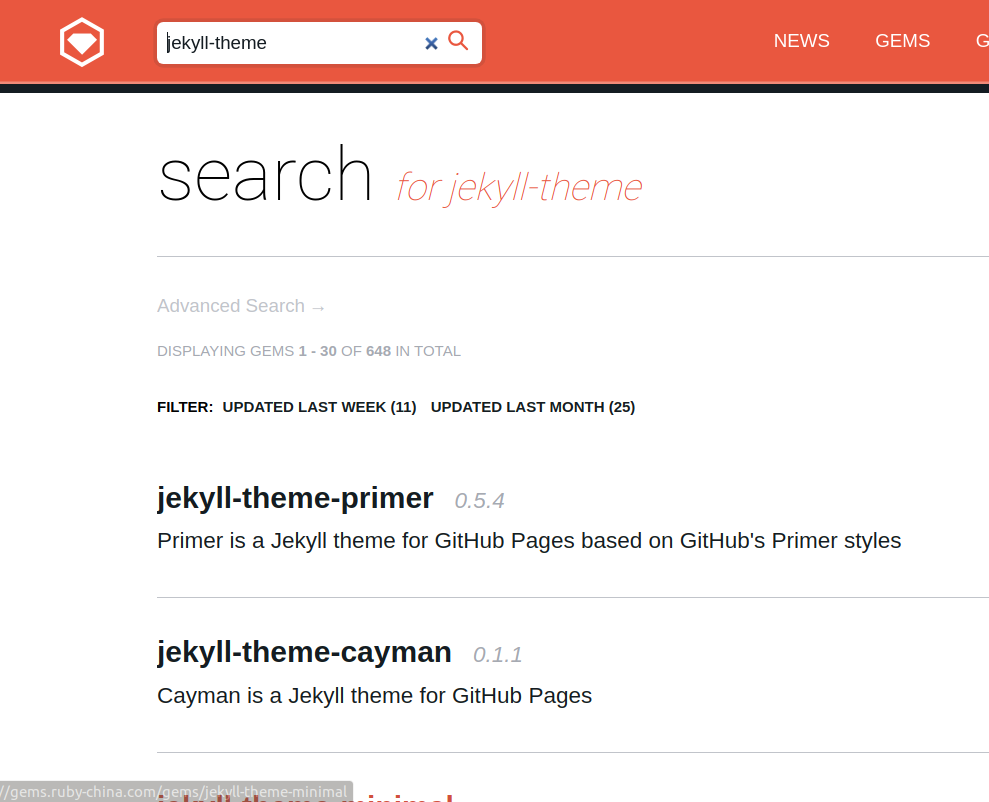 jekyll-theme
NEWS GEMS G
search for jekyll-theme
Advanced Search →
DISPLAYING GEMS 1 - 30 OF 648 IN TOTAL
FILTER: UPDATED LAST WEEK (11) UPDATED LAST MONTH (25)
jekyll-theme-primer 0.5.4
Primer is a Jekyll theme for GitHub Pages based on GitHub's Primer styles
jekyll-theme-cayman 0.1.1
Cayman is a Jekyll theme for GitHub Pages
//gems.ruby-china.com/gems/jekyll-theme-minimal
jekyll-theme-minimal